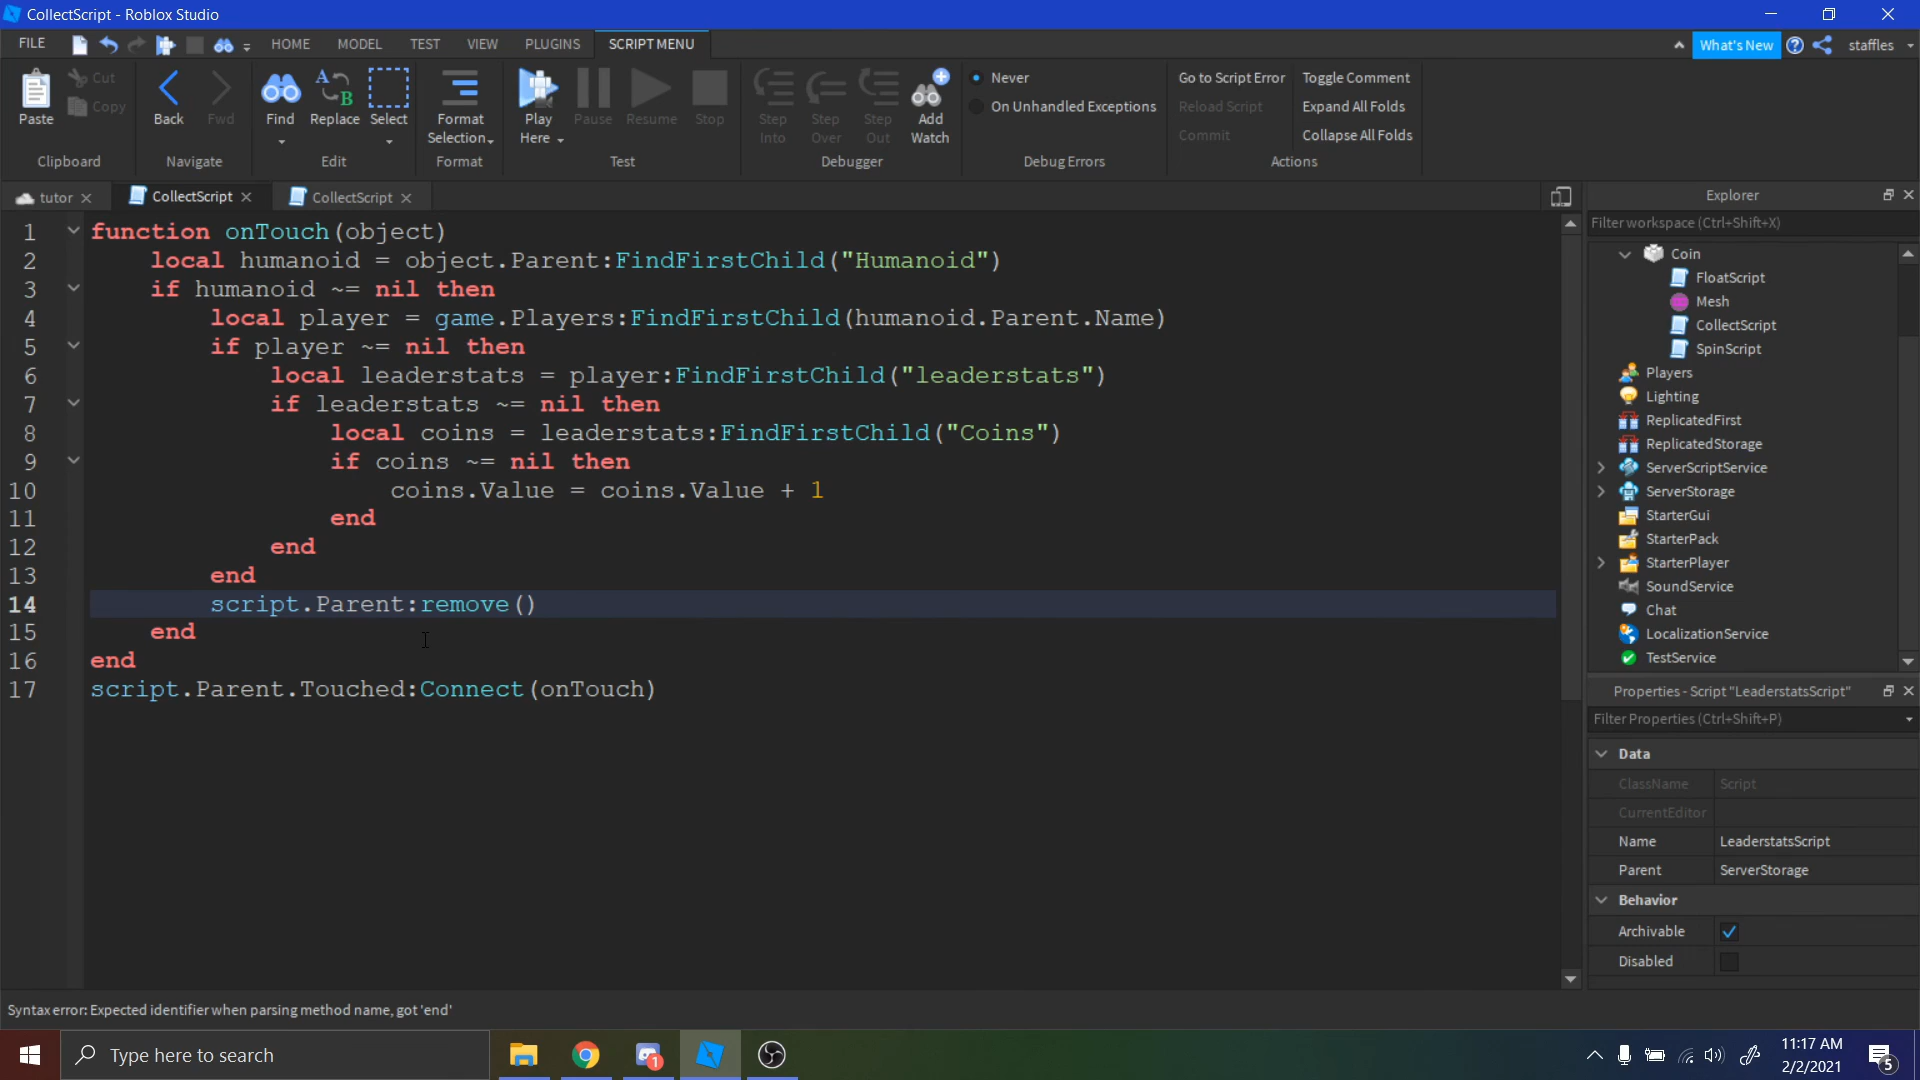 CollectScript - Roblox Studio
FILE HOME MODEL TEST VIEW PLUGINS SCRIPT MENU What's New staffles
Paste Cut Copy Back Fwd Find Replace Select Format Selection Play Here Pause Resume Stop Step Into Step Over Step Out Add Watch Never On Unhandled Exceptions Go to Script Error Reload Script Commit Toggle Comment Expand All Folds Collapse All Folds
Clipboard Navigate Edit Format Test Debugger Debug Errors Actions
tutor CollectScript CollectScript
1 function onTouch(object)
2 local humanoid = object.Parent:FindFirstChild("Humanoid")
3 if humanoid ~= nil then
4 local player = game.Players:FindFirstChild(humanoid.Parent.Name)
5 if player ~= nil then
6 local leaderstats = player:FindFirstChild("leaderstats")
7 if leaderstats ~= nil then
8 local coins = leaderstats:FindFirstChild("Coins")
9 if coins ~= nil then
10 coins.Value = coins.Value + 1
11 end
12 end
13 end
14 script.Parent:remove()
15 end
16 end
17 script.Parent.Touched:Connect(onTouch)
Explorer
Filter workspace (Ctrl+Shift+X)
Coin
FloatScript
Mesh
CollectScript
SpinScript
Players
Lighting
ReplicatedFirst
ReplicatedStorage
ServerScriptService
ServerStorage
StarterGui
StarterPack
StarterPlayer
SoundService
Chat
LocalizationService
TestService
Properties - Script "LeaderstatsScript"
Filter Properties (Ctrl+Shift+P)
Data
ClassName Script
CurrentEditor
Name LeaderstatsScript
Parent ServerStorage
Behavior
Archivable
Disabled
Syntax error: Expected identifier when parsing method name, got 'end'
Type here to search
1
11:17 AM
2/2/2021
5